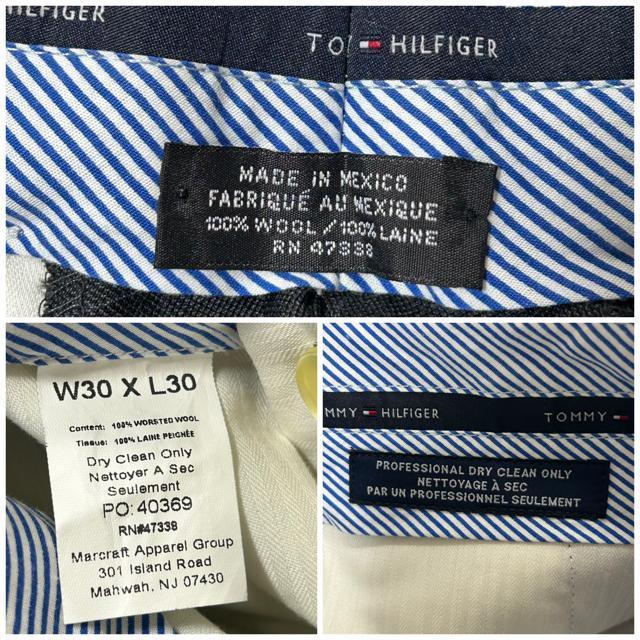 HILFIGER
TO HILFIGER
MADE IN MEXICO
FABRIQUÉ AU MEXIQUE
100% WOOL / 100% LAINE
RN 47338
W30 X L30
Content: 100% WORSTED WOOL
Tissue: 100% LAINE PEIGNÉE
Dry Clean Only
Nettoyer A Sec
Seulement
PO: 40369
RN#47338
Marcraft Apparel Group
301 Island Road
Mahwah, NJ 07430
MMY HILFIGER TOMMY
PROFESSIONAL DRY CLEAN ONLY
NETTOYAGE À SEC
PAR UN PROFESSIONNEL SEULEMENT